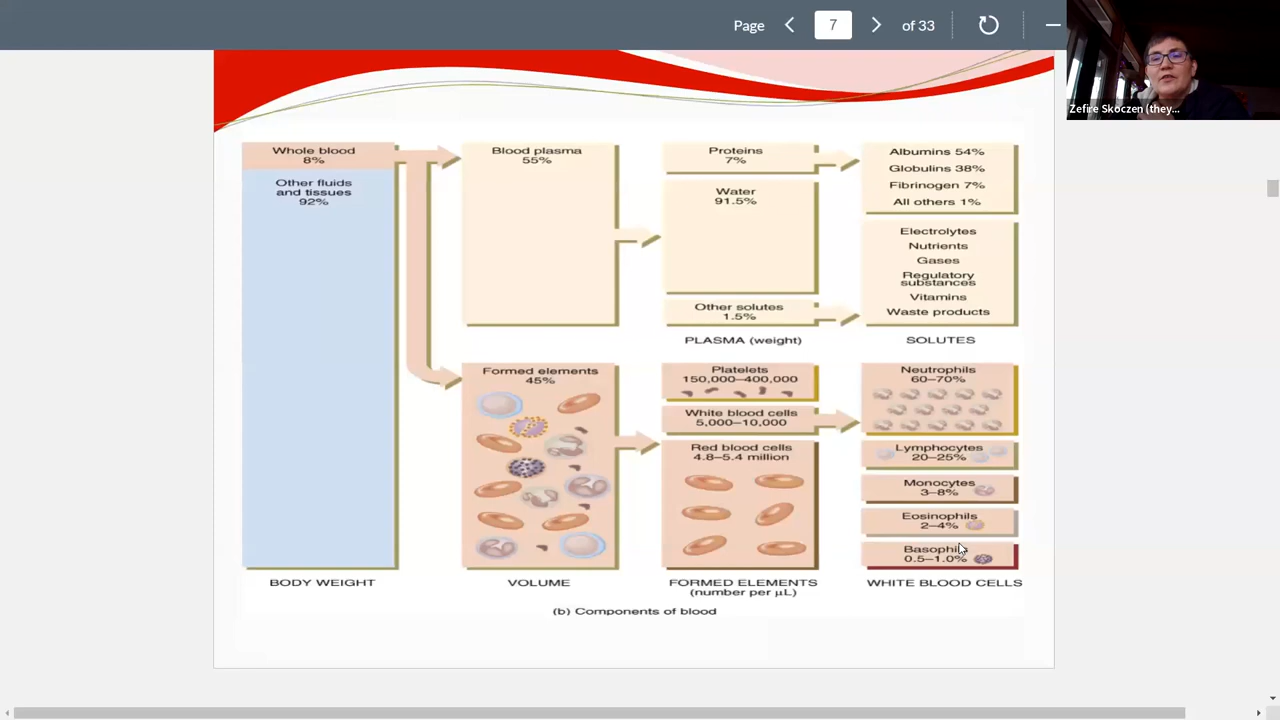 Page 7 of 33
Zefire Skoczen (they...
Whole blood
8%
Other fluids
and tissues
92%
BODY WEIGHT
Blood plasma
55%
Formed elements
45%
VOLUME
Proteins
7%
Water
91.5%
Other solutes
1.5%
PLASMA (weight)
Albumins 54%
Globulins 38%
Fibrinogen 7%
All others 1%
Electrolytes
Nutrients
Gases
Regulatory
substances
Vitamins
Waste products
SOLUTES
Platelets
150,000–400,000
White blood cells
5,000–10,000
Red blood cells
4.8–5.4 million
FORMED ELEMENTS
(number per μL)
Neutrophils
60–70%
Lymphocytes
20–25%
Monocytes
3–8%
Eosinophils
2–4%
Basophils
0.5–1.0%
WHITE BLOOD CELLS
(b) Components of blood